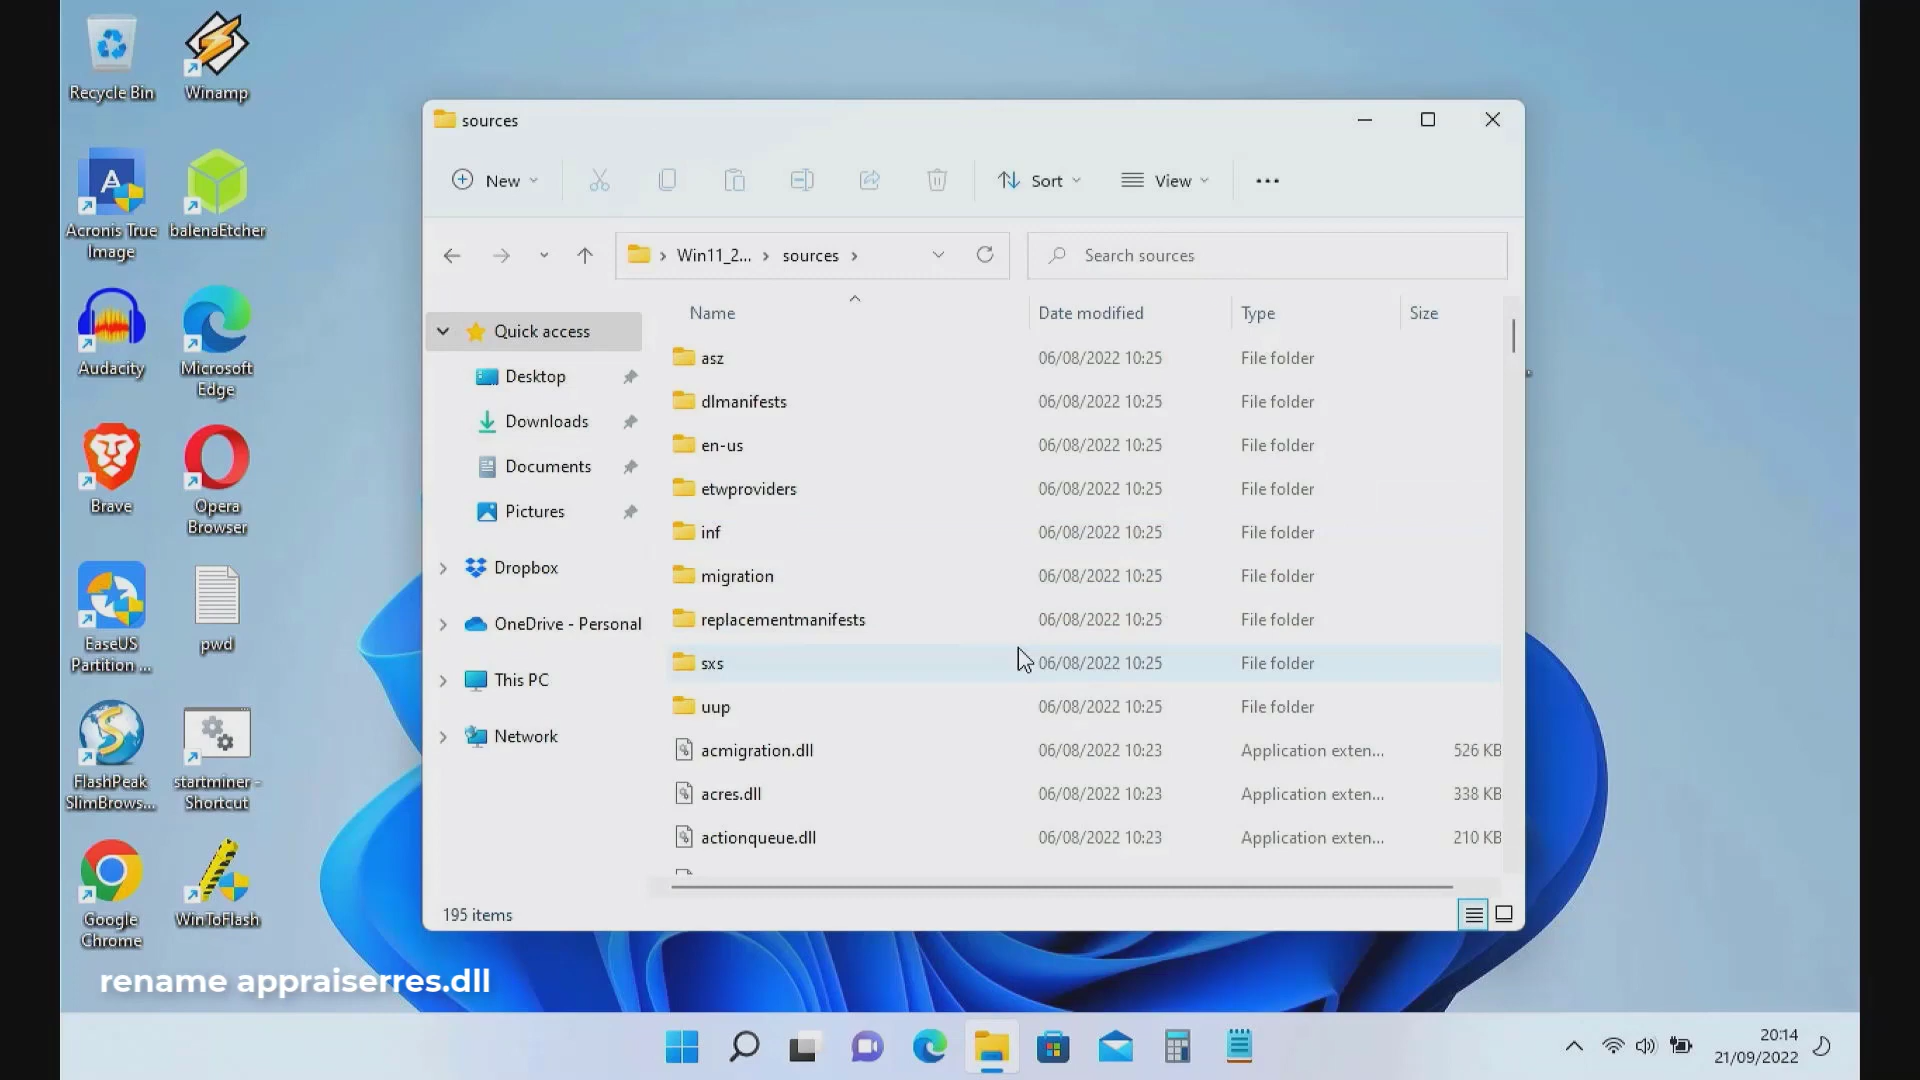 Recycle Bin
Winamp
Acronis True
Image
balenaEtcher
Audacity
Microsoft
Edge
Brave
Opera
Browser
EaseUS
Partition ...
pwd
FlashPeak
SlimBrows...
startminer -
Shortcut
Google
Chrome
WinToFlash
sources
New
Sort
View
Win11_2...
sources
Search sources
Quick access
Desktop
Downloads
Documents
Pictures
Dropbox
OneDrive - Personal
This PC
Network
Name Date modified Type Size
asz 06/08/2022 10:25 File folder
dlmanifests 06/08/2022 10:25 File folder
en-us 06/08/2022 10:25 File folder
etwproviders 06/08/2022 10:25 File folder
inf 06/08/2022 10:25 File folder
migration 06/08/2022 10:25 File folder
replacementmanifests 06/08/2022 10:25 File folder
sxs 06/08/2022 10:25 File folder
uup 06/08/2022 10:25 File folder
acmigration.dll 06/08/2022 10:23 Application exten... 526 KB
acres.dll 06/08/2022 10:23 Application exten... 338 KB
actionqueue.dll 06/08/2022 10:23 Application exten... 210 KB
195 items
rename appraiserres.dll
20:14
21/09/2022